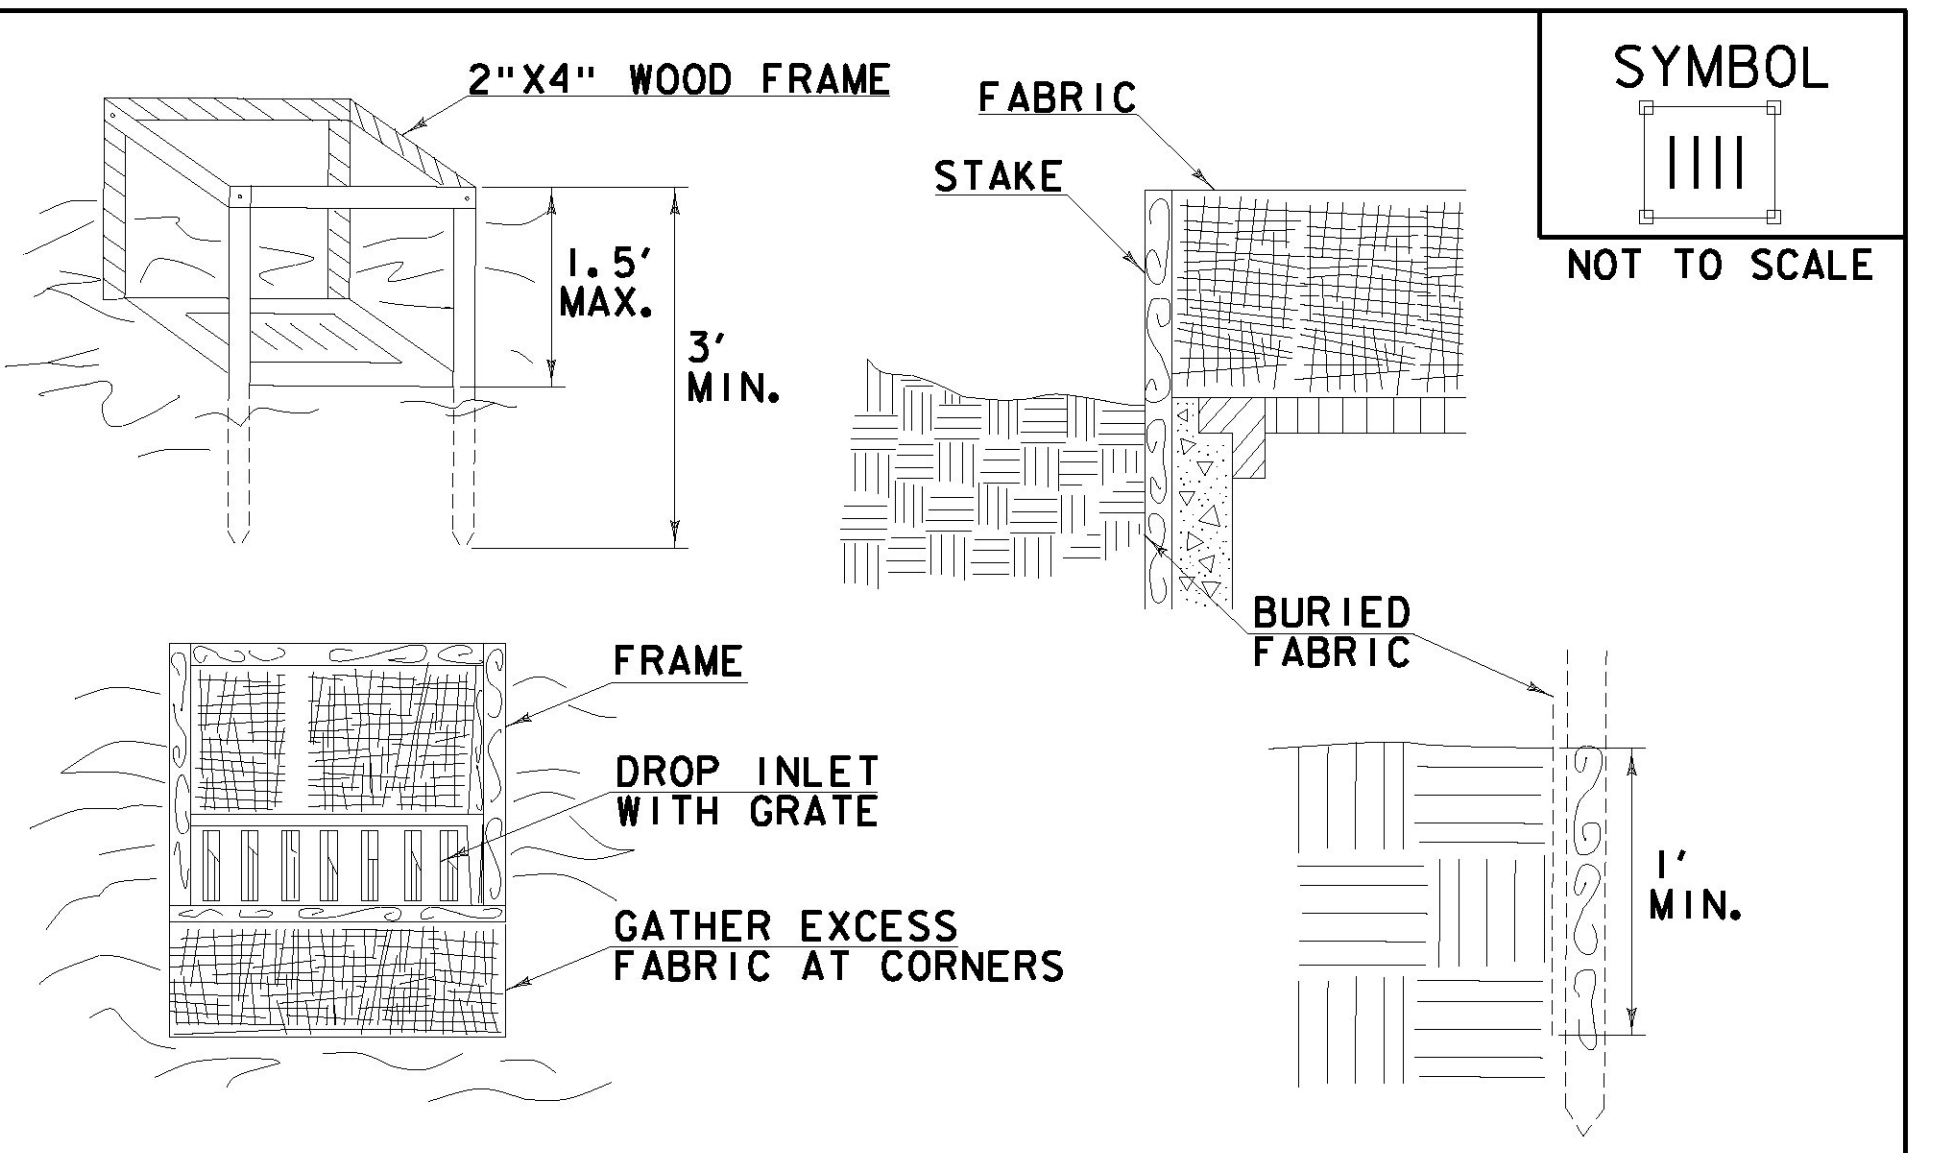 2"X4" WOOD FRAME
1.5'
MAX.
3'
MIN.
FABRIC
STAKE
SYMBOL
NOT TO SCALE
BURIED
FABRIC
1'
MIN.
FRAME
DROP INLET
WITH GRATE
GATHER EXCESS
FABRIC AT CORNERS